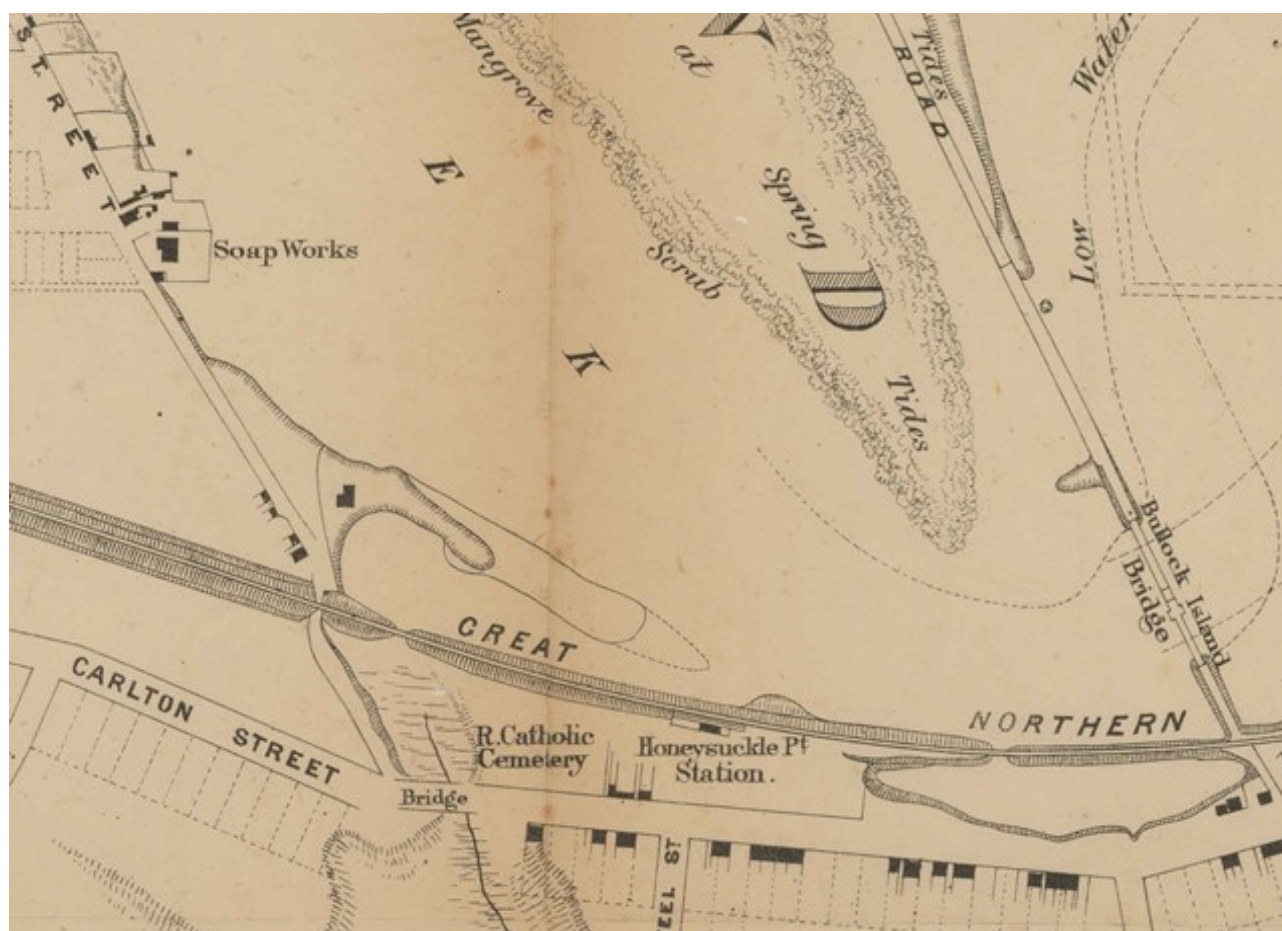 STREET
Mangrove
Scrub
at
Spring
Tides
D
E
K
Tides
ROAD
Water
Low
Soap Works
Bullock Island
Bridge
GREAT
NORTHERN
CARLTON
STREET
R. Catholic
Cemetery
Honeysuckle Pt
Station.
Bridge
EEL ST